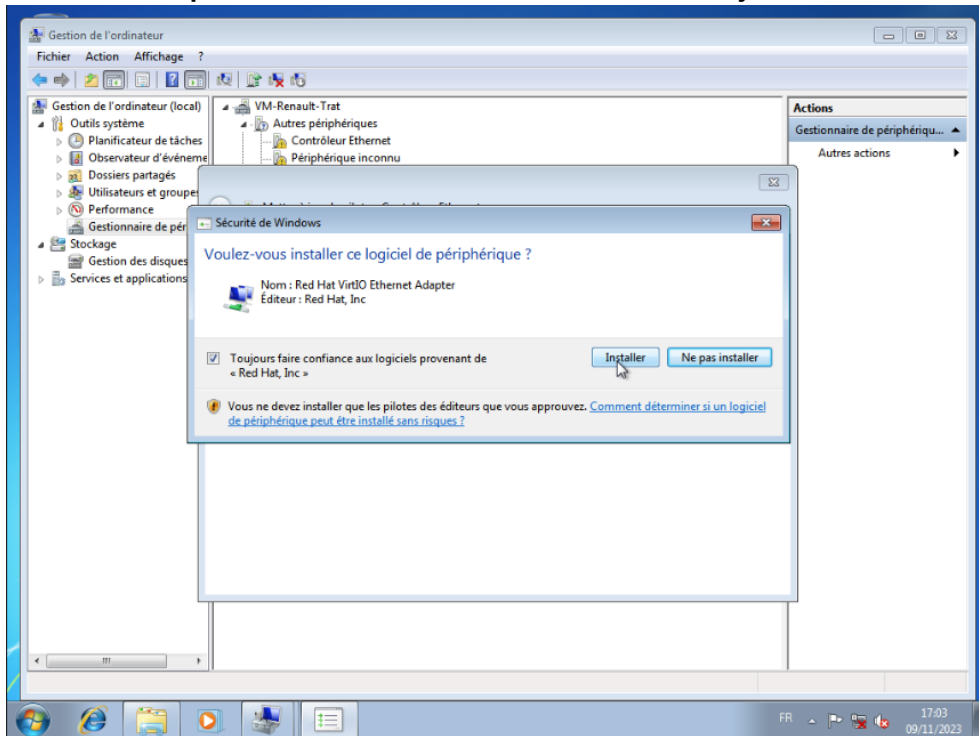 Gestion de l'ordinateur
Fichier Action Affichage ?
Gestion de l'ordinateur (local)
Outils système
Planificateur de tâches
Observateur d'événeme
Dossiers partagés
Utilisateurs et groupes
Performance
Gestionnaire de pér
Stockage
Gestion des disques
Services et applications
VM-Renault-Trat
Autres périphériques
Contrôleur Ethernet
Périphérique inconnu
Actions
Gestionnaire de périphériqu...
Autres actions
Sécurité de Windows
Voulez-vous installer ce logiciel de périphérique ?
Nom : Red Hat VirtIO Ethernet Adapter
Éditeur : Red Hat, Inc
Toujours faire confiance aux logiciels provenant de
« Red Hat, Inc »
Installer
Ne pas installer
Vous ne devez installer que les pilotes des éditeurs que vous approuvez. Comment déterminer si un logiciel
de périphérique peut être installé sans risques ?
FR
17:03
09/11/2023